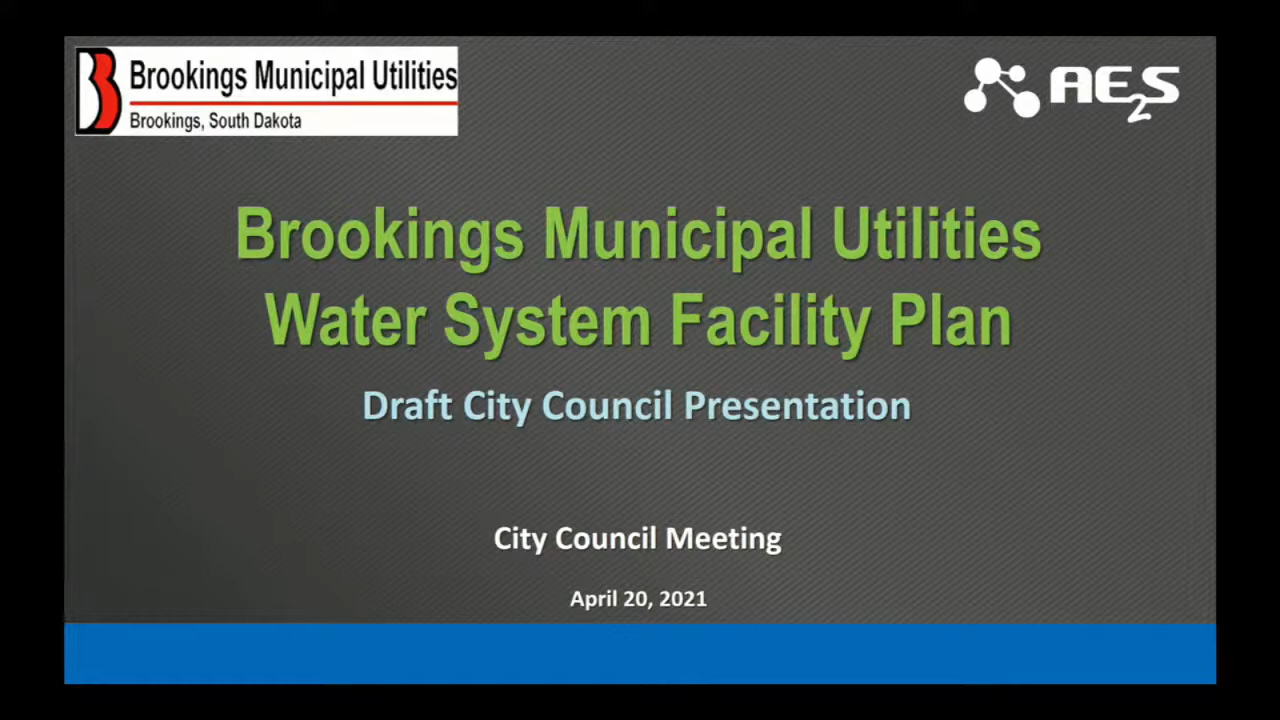 Brookings Municipal Utilities
Brookings, South Dakota
AE2S
Brookings Municipal Utilities
Water System Facility Plan
Draft City Council Presentation
City Council Meeting
April 20, 2021